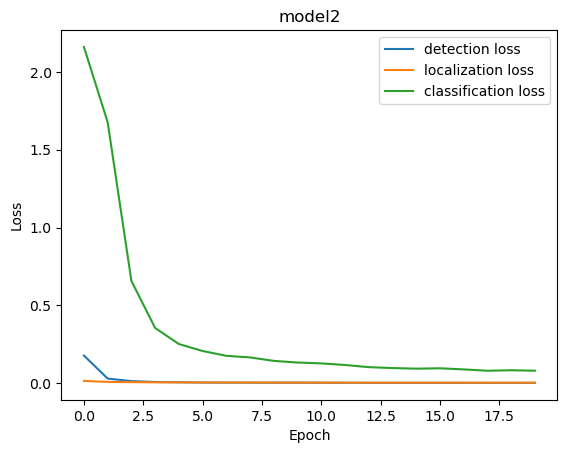 model2
detection loss
localization loss
classification loss
2.0
1.5
1.0
0.5
0.0
Loss
0.0 2.5 5.0 7.5 10.0 12.5 15.0 17.5
Epoch